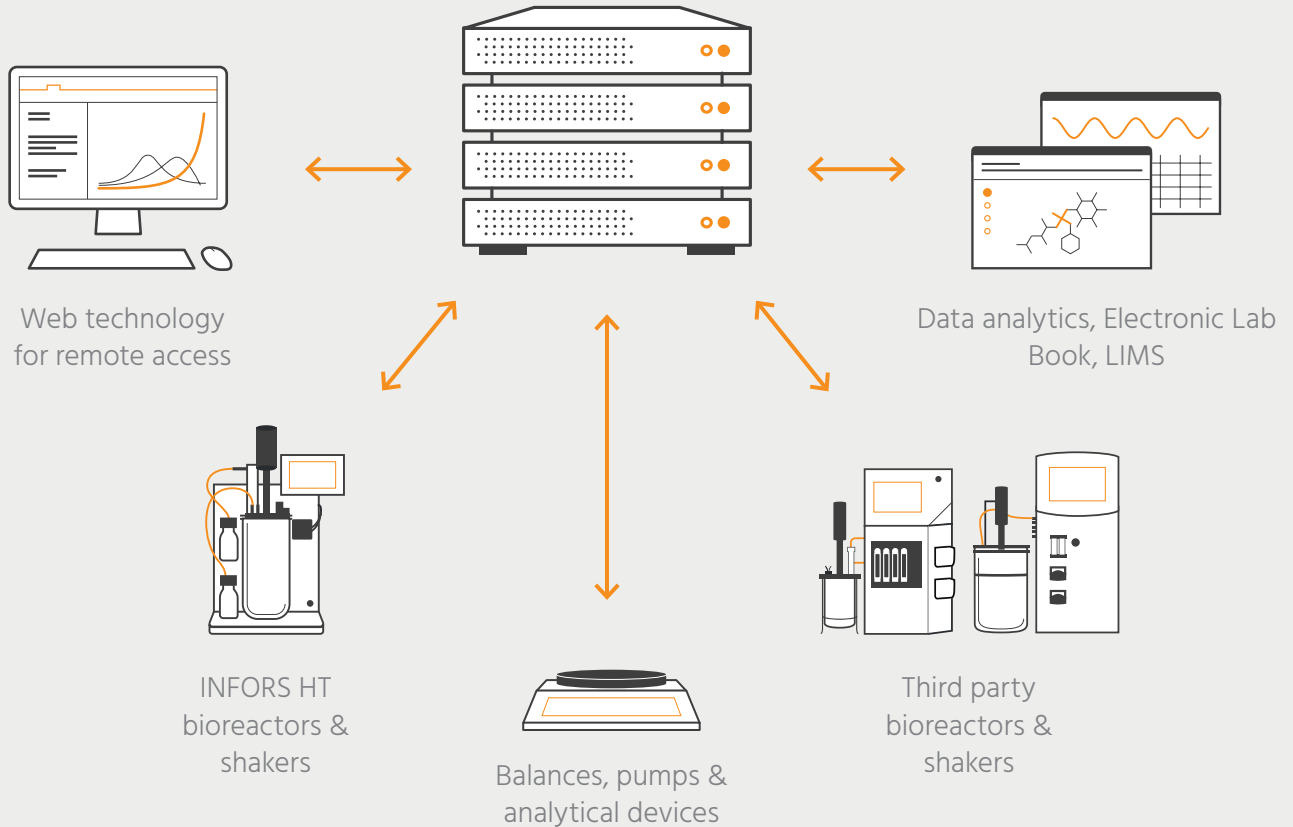 Web technology
for remote access
Data analytics, Electronic Lab
Book, LIMS
INFORS HT
bioreactors &
shakers
Balances, pumps &
analytical devices
Third party
bioreactors &
shakers